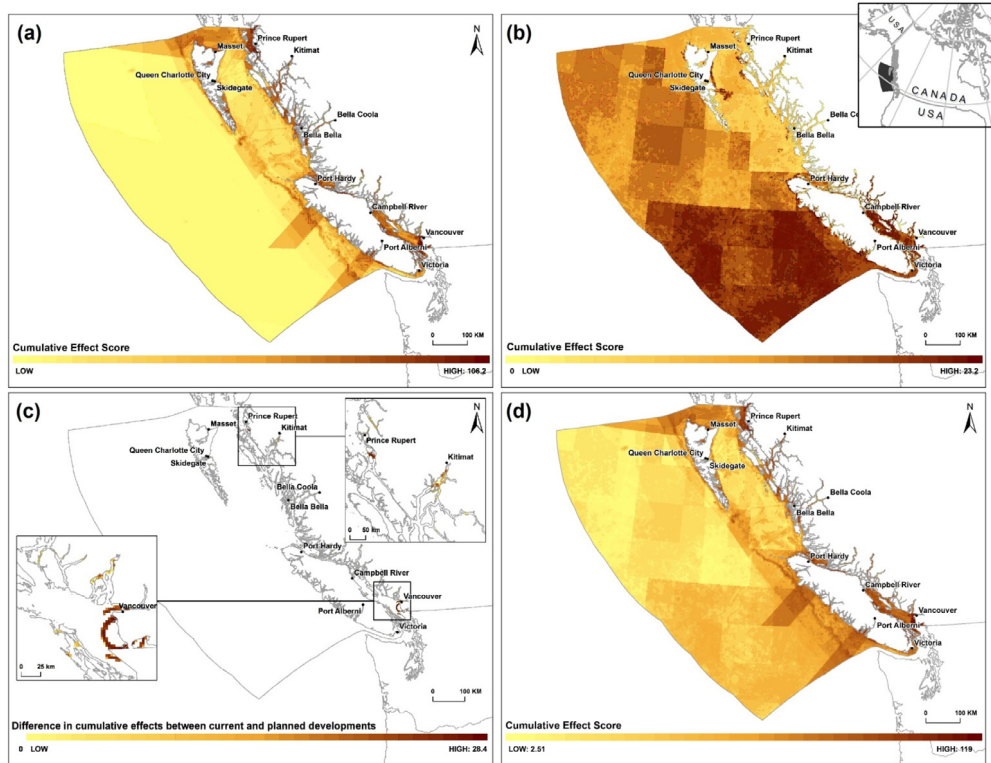 (a)
N
Prince Rupert
Masset
Kitimat
Queen Charlotte City
Skidegate
Bella Coola
Bella Bella
Port Hardy
Campbell River
Vancouver
Port Alberni
Victoria
0 100 KM
Cumulative Effect Score
LOW HIGH: 106.2
(b)
USA
CANADA
USA
Prince Rupert
Masset
Kitimat
Queen Charlotte City
Skidegate
Bella Co
Bella Bella
Port Hardy
Campbell River
Vancouver
Port Alberni
Victoria
0 100 KM
Cumulative Effect Score
0 LOW HIGH: 23.2
(c)
N
Prince Rupert
Masset
Kitimat
Prince Rupert
Kitimat
Queen Charlotte City
Skidegate
0 50 km
Bella Coola
Bella Bella
Port Hardy
Campbell River
Vancouver
Vancouver
Port Alberni
Victoria
0 25 km
0 100 KM
Difference in cumulative effects between current and planned developments
0 LOW HIGH: 28.4
(d)
N
Prince Rupert
Masset
Kitimat
Queen Charlotte City
Skidegate
Bella Coola
Bella Bella
Port Hardy
Campbell River
Vancouver
Port Alberni
Victoria
0 100 KM
Cumulative Effect Score
LOW: 2.51 HIGH: 119